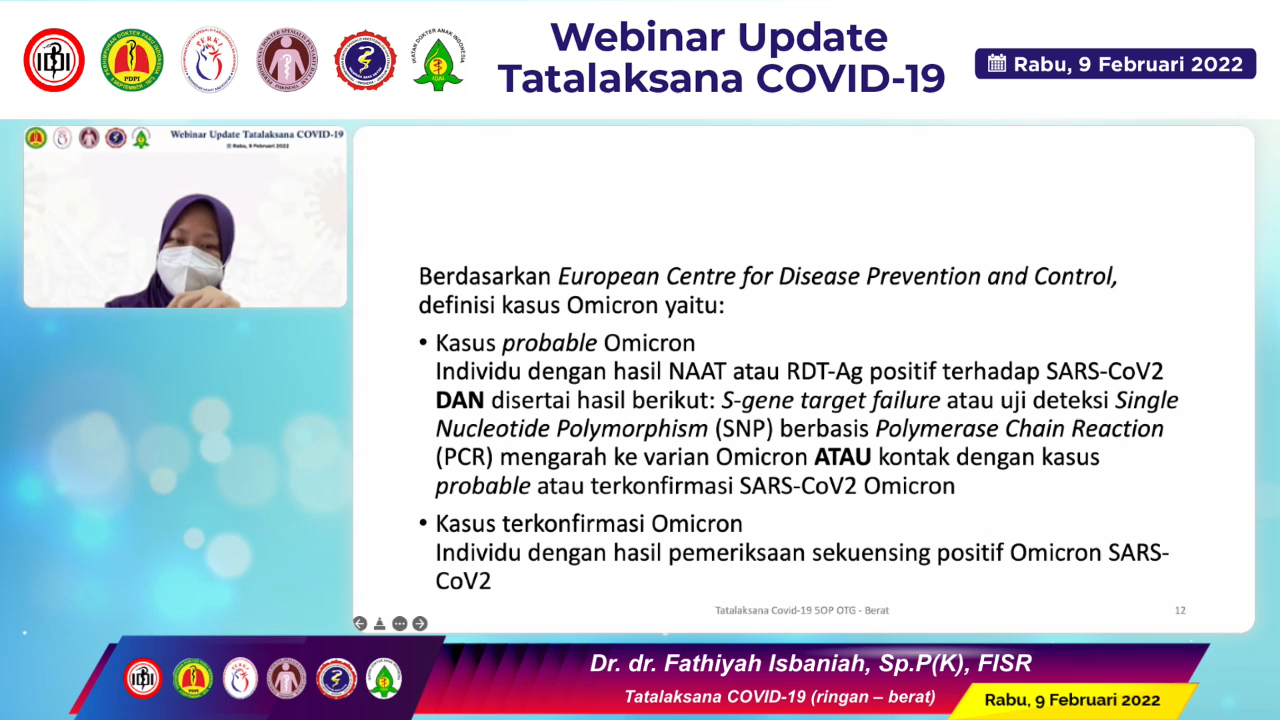 Webinar Update
Tatalaksana COVID-19
Rabu, 9 Februari 2022
IDI
PDPI
PERKI
IDAI
Webinar Update Tatalaksana COVID-19
Rabu, 9 Februari 2022
Berdasarkan European Centre for Disease Prevention and Control,
definisi kasus Omicron yaitu:
• Kasus probable Omicron
Individu dengan hasil NAAT atau RDT-Ag positif terhadap SARS-CoV2
DAN disertai hasil berikut: S-gene target failure atau uji deteksi Single
Nucleotide Polymorphism (SNP) berbasis Polymerase Chain Reaction
(PCR) mengarah ke varian Omicron ATAU kontak dengan kasus
probable atau terkonfirmasi SARS-CoV2 Omicron
• Kasus terkonfirmasi Omicron
Individu dengan hasil pemeriksaan sekuensing positif Omicron SARS-
CoV2
Tatalaksana Covid-19 5OP OTG - Berat
12
Dr. dr. Fathiyah Isbaniah, Sp.P(K), FISR
Tatalaksana COVID-19 (ringan – berat)
Rabu, 9 Februari 2022